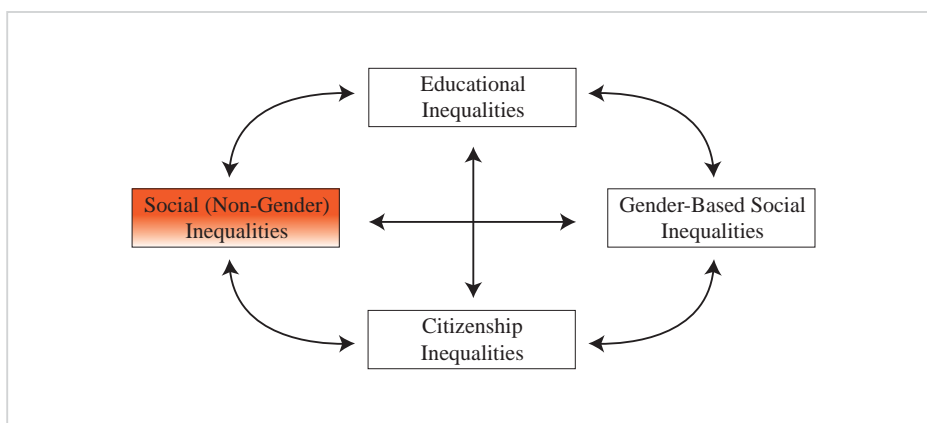 Educational
Inequalities
Social (Non-Gender)
Inequalities
Gender-Based Social
Inequalities
Citizenship
Inequalities